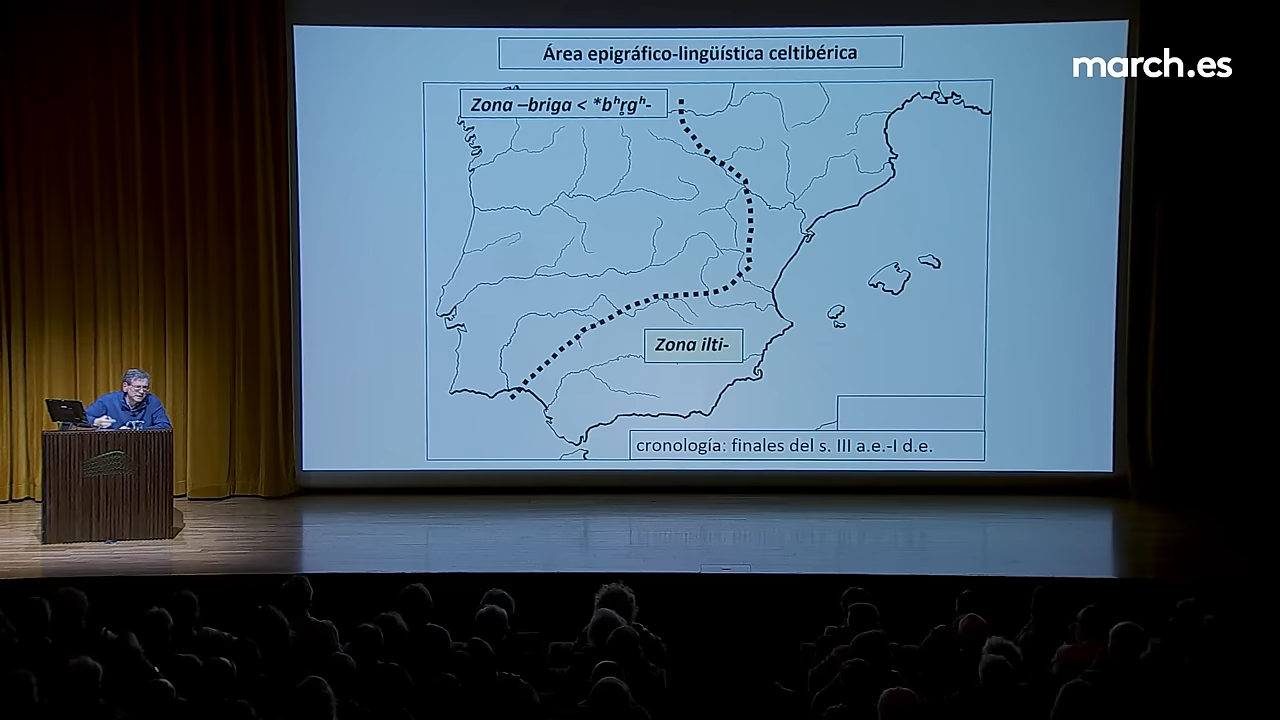 Área epigráfico-lingüística celtibérica
march.es
Zona –briga < *bʰr̥gʰ-
Zona ilti-
cronología: finales del s. III a.e.-I d.e.